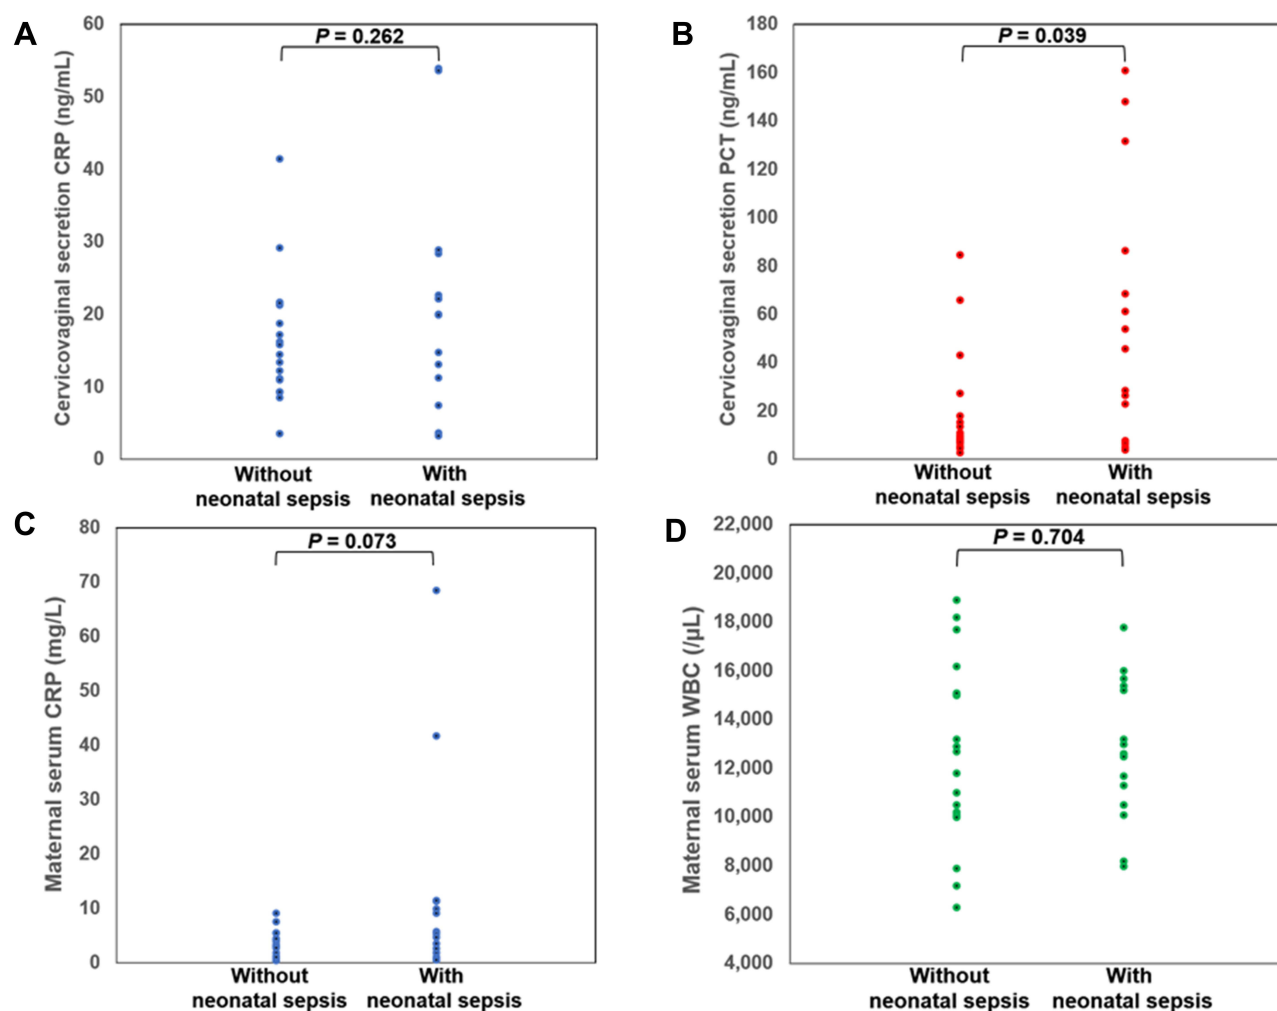 A
Cervicovaginal secretion CRP (ng/mL)
60
50
40
30
20
10
0
P = 0.262
Without
neonatal sepsis
With
neonatal sepsis
B
Cervicovaginal secretion PCT (ng/mL)
180
160
140
120
100
80
60
40
20
0
P = 0.039
Without
neonatal sepsis
With
neonatal sepsis
C
Maternal serum CRP (mg/L)
80
70
60
50
40
30
20
10
0
P = 0.073
Without
neonatal sepsis
With
neonatal sepsis
D
Maternal serum WBC (/µL)
22,000
20,000
18,000
16,000
14,000
12,000
10,000
8,000
6,000
4,000
P = 0.704
Without
neonatal sepsis
With
neonatal sepsis